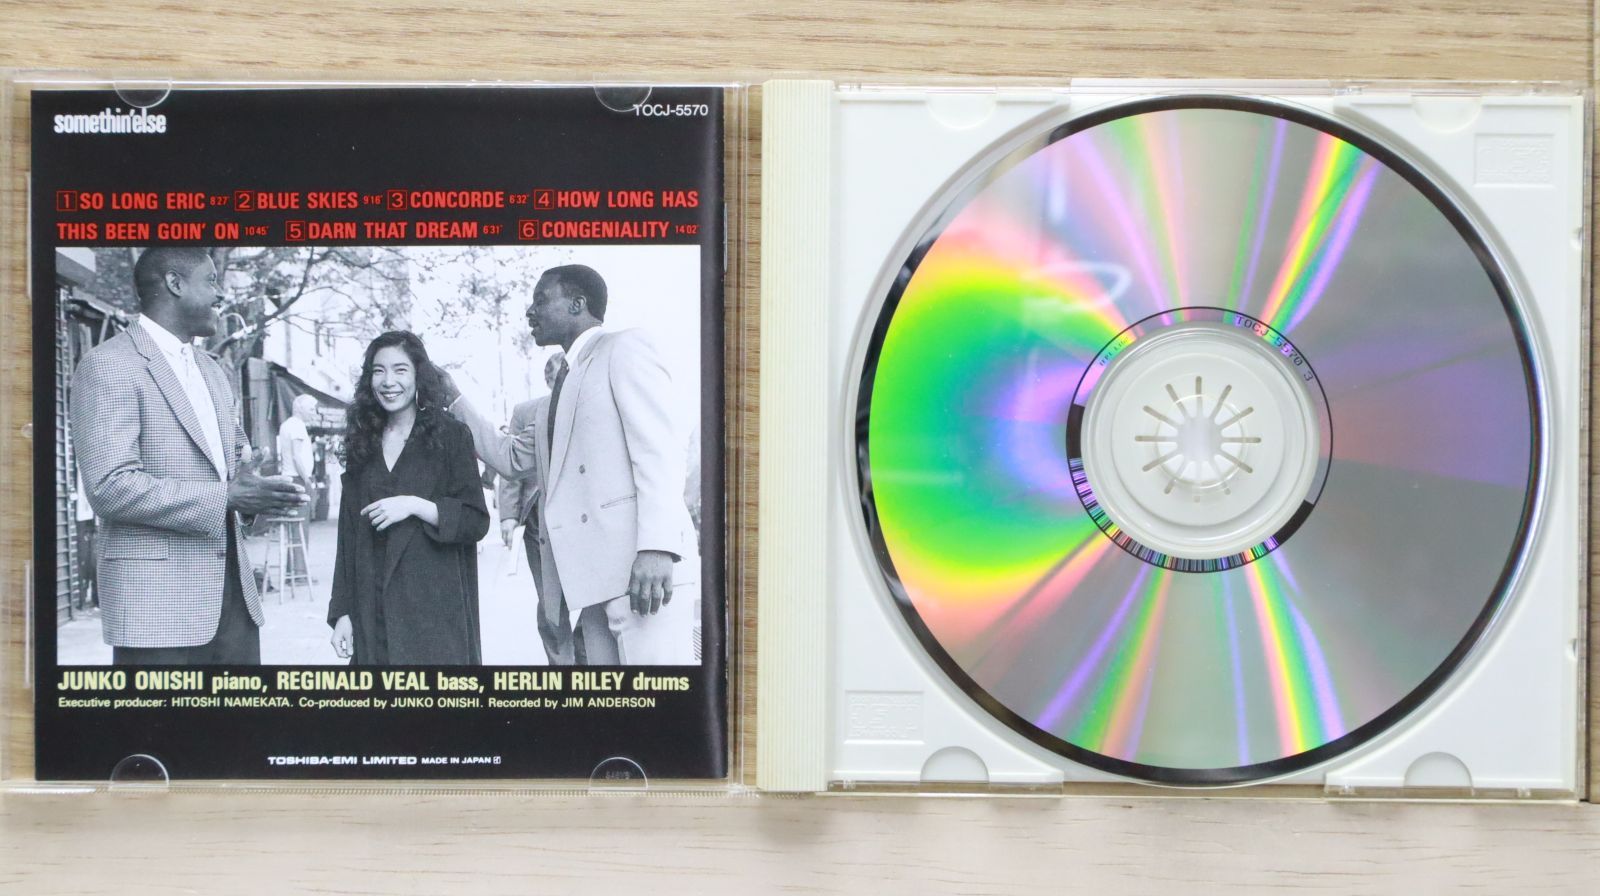 somethin'else
TOCJ-5570
1 SO LONG ERIC 8'27" 2 BLUE SKIES 9'16" 3 CONCORDE 6'32" 4 HOW LONG HAS
THIS BEEN GOIN' ON 10'45" 5 DARN THAT DREAM 6'31" 6 CONGENIALITY 14'02"
JUNKO ONISHI piano, REGINALD VEAL bass, HERLIN RILEY drums
Executive producer: HITOSHI NAMEKATA. Co-produced by JUNKO ONISHI. Recorded by JIM ANDERSON
TOSHIBA-EMI LIMITED MADE IN JAPAN
TOCJ-5570 3